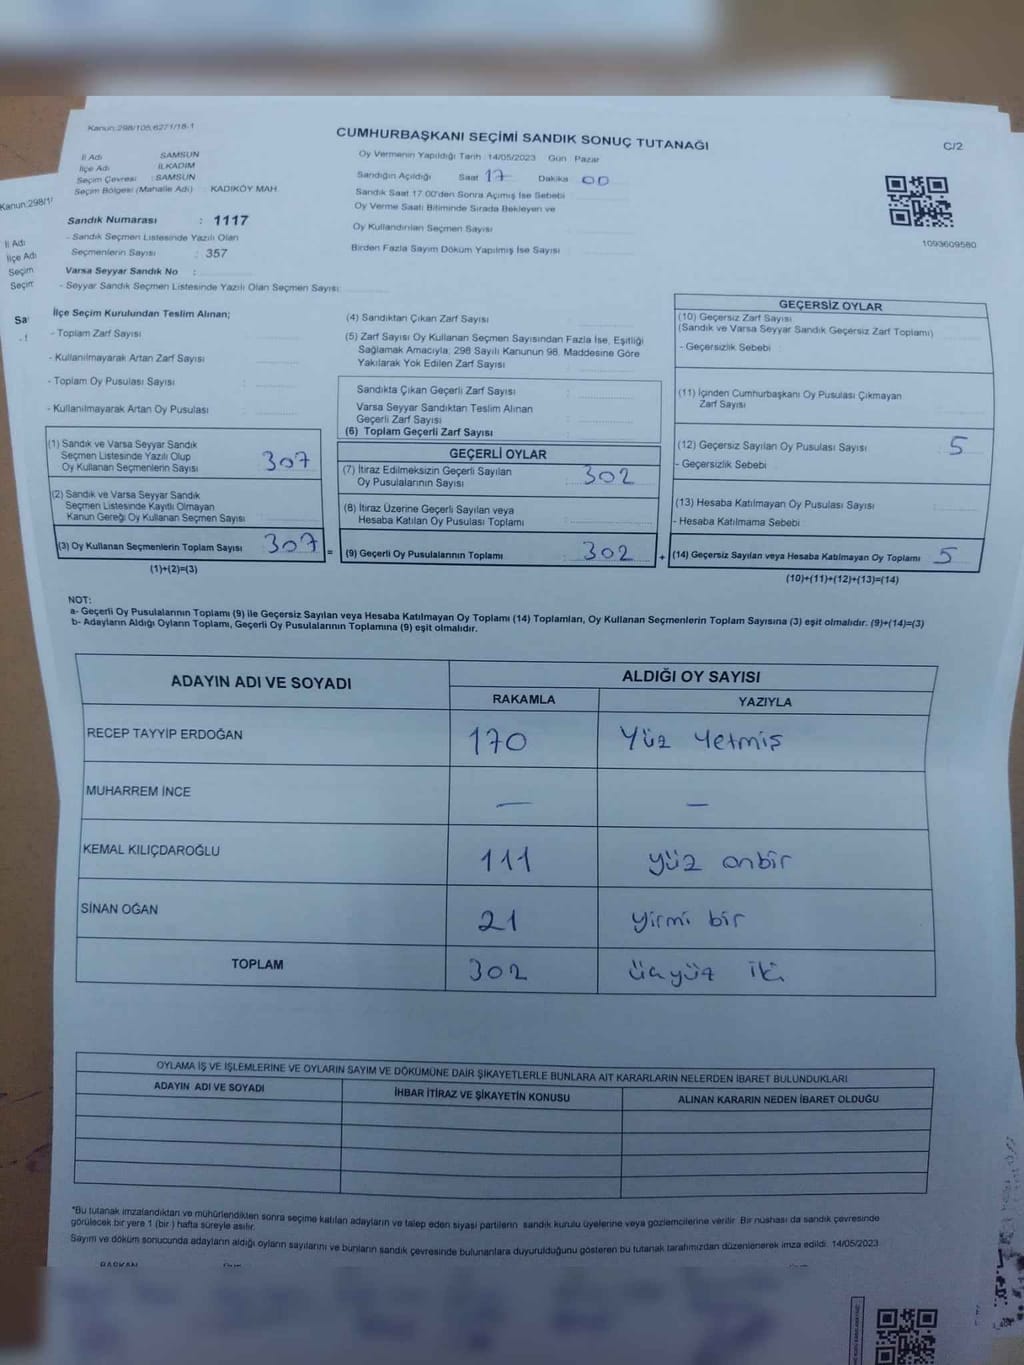 Kanun:298/105,6271/18-1
CUMHURBAŞKANI SEÇİMİ SANDIK SONUÇ TUTANAĞI
C/2
İl Adı SAMSUN
İlçe Adı İLKADIM
Seçim Çevresi : SAMSUN
Seçim Bölgesi (Mahalle Adı) : KADIKÖY MAH.
Sandık Numarası : 1117
- Sandık Seçmen Listesinde Yazılı Olan
Seçmenlerin Sayısı : 357
Varsa Seyyar Sandık No :
- Seyyar Sandık Seçmen Listesinde Yazılı Olan Seçmen Sayısı:
Oy Vermenin Yapıldığı Tarih : 14/05/2023 Gün Pazar
Sandığın Açıldığı Saat 17 Dakika 00
Sandık Saat 17.00'den Sonra Açımış İse Sebebi
Oy Verme Saati Bitiminde Sırada Bekleyen ve
Oy Kullandırılan Seçmen Sayısı
Birden Fazla Sayım Döküm Yapılmış İse Sayısı
1093609580
Kanun:298/1
İl Adı
İlçe Adı
Seçim
Seçim
Sa
İlçe Seçim Kurulundan Teslim Alınan;
- Toplam Zarf Sayısı
- Kullanılmayarak Artan Zarf Sayısı
- Toplam Oy Pusulası Sayısı
- Kullanılmayarak Artan Oy Pusulası
(1) Sandık ve Varsa Seyyar Sandık
Seçmen Listesinde Yazılı Olup
Oy Kullanan Seçmenlerin Sayısı 307
(2) Sandık ve Varsa Seyyar Sandık
Seçmen Listesinde Kayıtlı Olmayan
Kanun Gereği Oy Kullanan Seçmen Sayısı
(3) Oy Kullanan Seçmenlerin Toplam Sayısı 307 =
(1)+(2)=(3)
(4) Sandıktan Çıkan Zarf Sayısı
(5) Zarf Sayısı Oy Kullanan Seçmen Sayısından Fazla İse, Eşitliği
Sağlamak Amacıyla; 298 Sayılı Kanunun 98. Maddesine Göre
Yakılarak Yok Edilen Zarf Sayısı
Sandıkta Çıkan Geçerli Zarf Sayısı
Varsa Seyyar Sandıktan Teslim Alınan
Geçerli Zarf Sayısı
(6) Toplam Geçerli Zarf Sayısı
GEÇERLİ OYLAR
(7) İtiraz Edilmeksizin Geçerli Sayılan
Oy Pusulalarının Sayısı : 302
(8) İtiraz Üzerine Geçerli Sayılan veya
Hesaba Katılan Oy Pusulası Toplamı :
(9) Geçerli Oy Pusulalarının Toplamı : 302 +
GEÇERSİZ OYLAR
(10) Geçersiz Zarf Sayısı
(Sandık ve Varsa Seyyar Sandık Geçersiz Zarf Toplamı)
- Geçersizlik Sebebi
(11) İçinden Cumhurbaşkanı Oy Pusulası Çıkmayan
Zarf Sayısı
(12) Geçersiz Sayılan Oy Pusulası Sayısı 5
- Geçersizlik Sebebi
(13) Hesaba Katılmayan Oy Pusulası Sayısı
- Hesaba Katılmama Sebebi
(14) Geçersiz Sayılan veya Hesaba Katılmayan Oy Toplamı 5
(10)+(11)+(12)+(13)=(14)
NOT:
a- Geçerli Oy Pusulalarının Toplamı (9) ile Geçersiz Sayılan veya Hesaba Katılmayan Oy Toplamı (14) Toplamları, Oy Kullanan Seçmenlerin Toplam Sayısına (3) eşit olmalıdır. (9)+(14)=(3)
b- Adayların Aldığı Oyların Toplamı, Geçerli Oy Pusulalarının Toplamına (9) eşit olmalıdır.
ADAYIN ADI VE SOYADI ALDIĞI OY SAYISI
RAKAMLA YAZIYLA
RECEP TAYYİP ERDOĞAN 170 Yüz Yetmiş
MUHARREM İNCE — —
KEMAL KILIÇDAROĞLU 111 yüz onbir
SİNAN OĞAN 21 yirmi bir
TOPLAM 302 üçyüz iki
OYLAMA İŞ VE İŞLEMLERİNE VE OYLARIN SAYIM VE DÖKÜMÜNE DAİR ŞİKAYETLERLE BUNLARA AİT KARARLARIN NELERDEN İBARET BULUNDUKLARI
ADAYIN ADI VE SOYADI İHBAR İTİRAZ VE ŞİKAYETİN KONUSU ALINAN KARARIN NEDEN İBARET OLDUĞU
*Bu tutanak imzalandıktan ve mühürlendikten sonra seçime katılan adayların ve talep eden siyasi partilerin sandık kurulu üyelerine veya gözlemcilerine verilir. Bir nüshası da sandık çevresinde
görülecek bir yere 1 (bir ) hafta süreyle asılır.
Sayım ve döküm sonucunda adayların aldığı oyların sayılarını ve bunların sandık çevresinde bulunanlara duyurulduğunu gösteren bu tutanak tarafımızdan düzenlenerek imza edildi. 14/05/2023
BAŞKAN